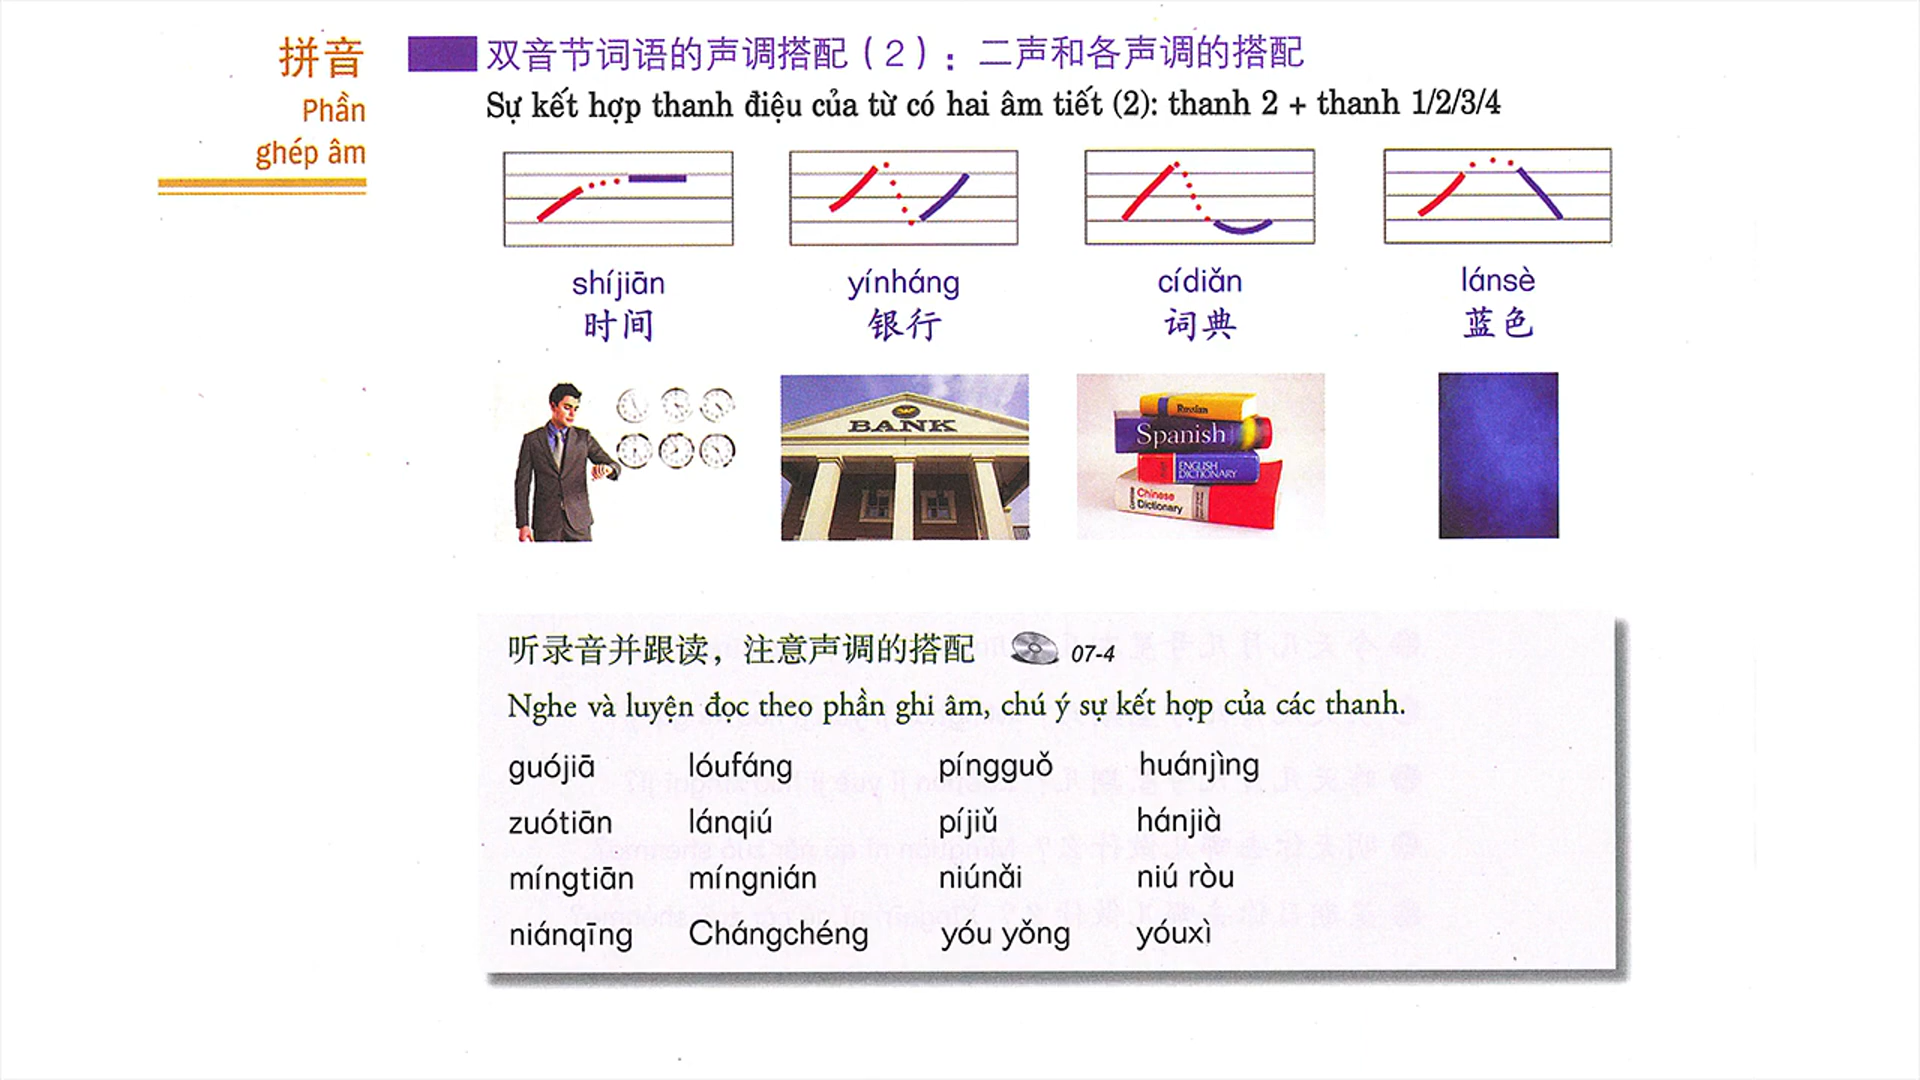 拼音
Phần
ghép âm
双音节词语的声调搭配（2）：二声和各声调的搭配
Sự kết hợp thanh điệu của từ có hai âm tiết (2): thanh 2 + thanh 1/2/3/4
shíjiān yínháng cídiǎn lánsè
时间 银行 词典 蓝色
BANK
Russian
Spanish
ENGLISH
DICTIONARY
Chinese
Dictionary
听录音并跟读，注意声调的搭配 07-4
Nghe và luyện đọc theo phần ghi âm, chú ý sự kết hợp của các thanh.
guójiā lóufáng píngguǒ huánjìng
zuótiān lánqiú píjiǔ hánjià
míngtiān míngnián niúnǎi niú ròu
niánqīng Chángchéng yóu yǒng yóuxì